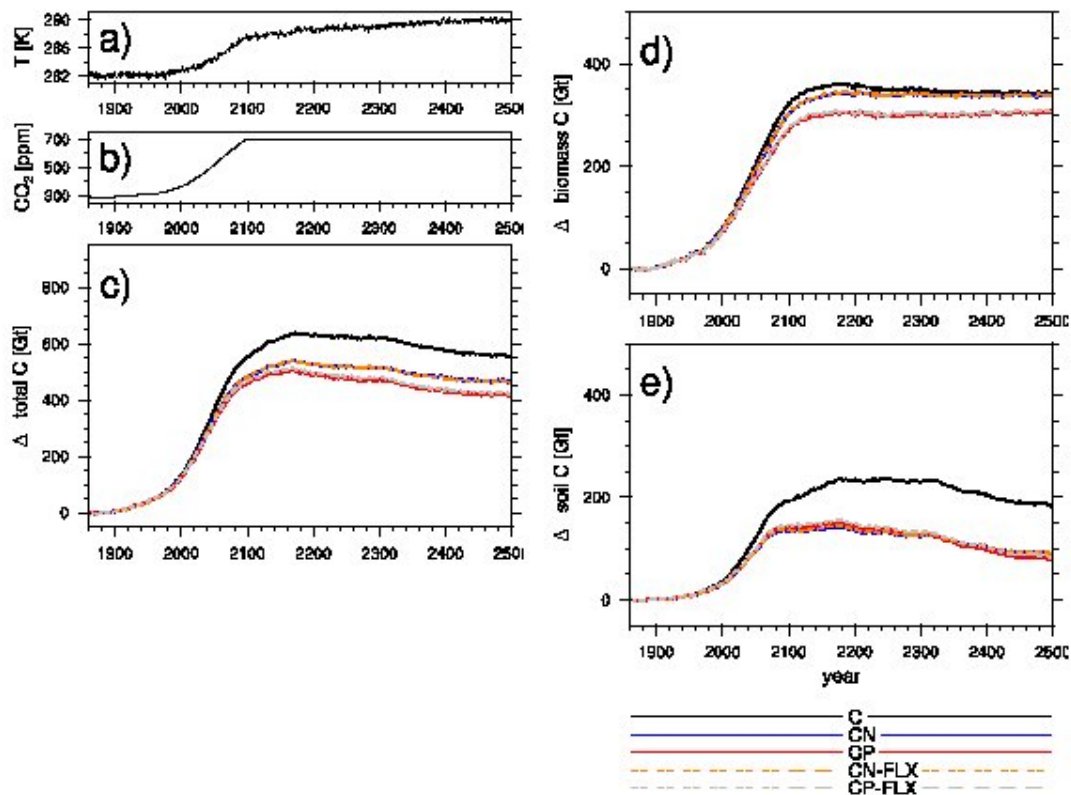 a)
T [K]
290
286
282
1900 2000 2100 2200 2300 2400 2500
b)
CO2 [ppm]
700
500
300
1900 2000 2100 2200 2300 2400 2500
c)
Δ total C [Gt]
800
600
400
200
0
1900 2000 2100 2200 2300 2400 2500
d)
Δ biomass C [Gt]
400
200
0
1900 2000 2100 2200 2300 2400 2500
e)
Δ soil C [Gt]
400
200
0
1900 2000 2100 2200 2300 2400 2500
year
C
CN
CP
CN-FLX
CP-FLX